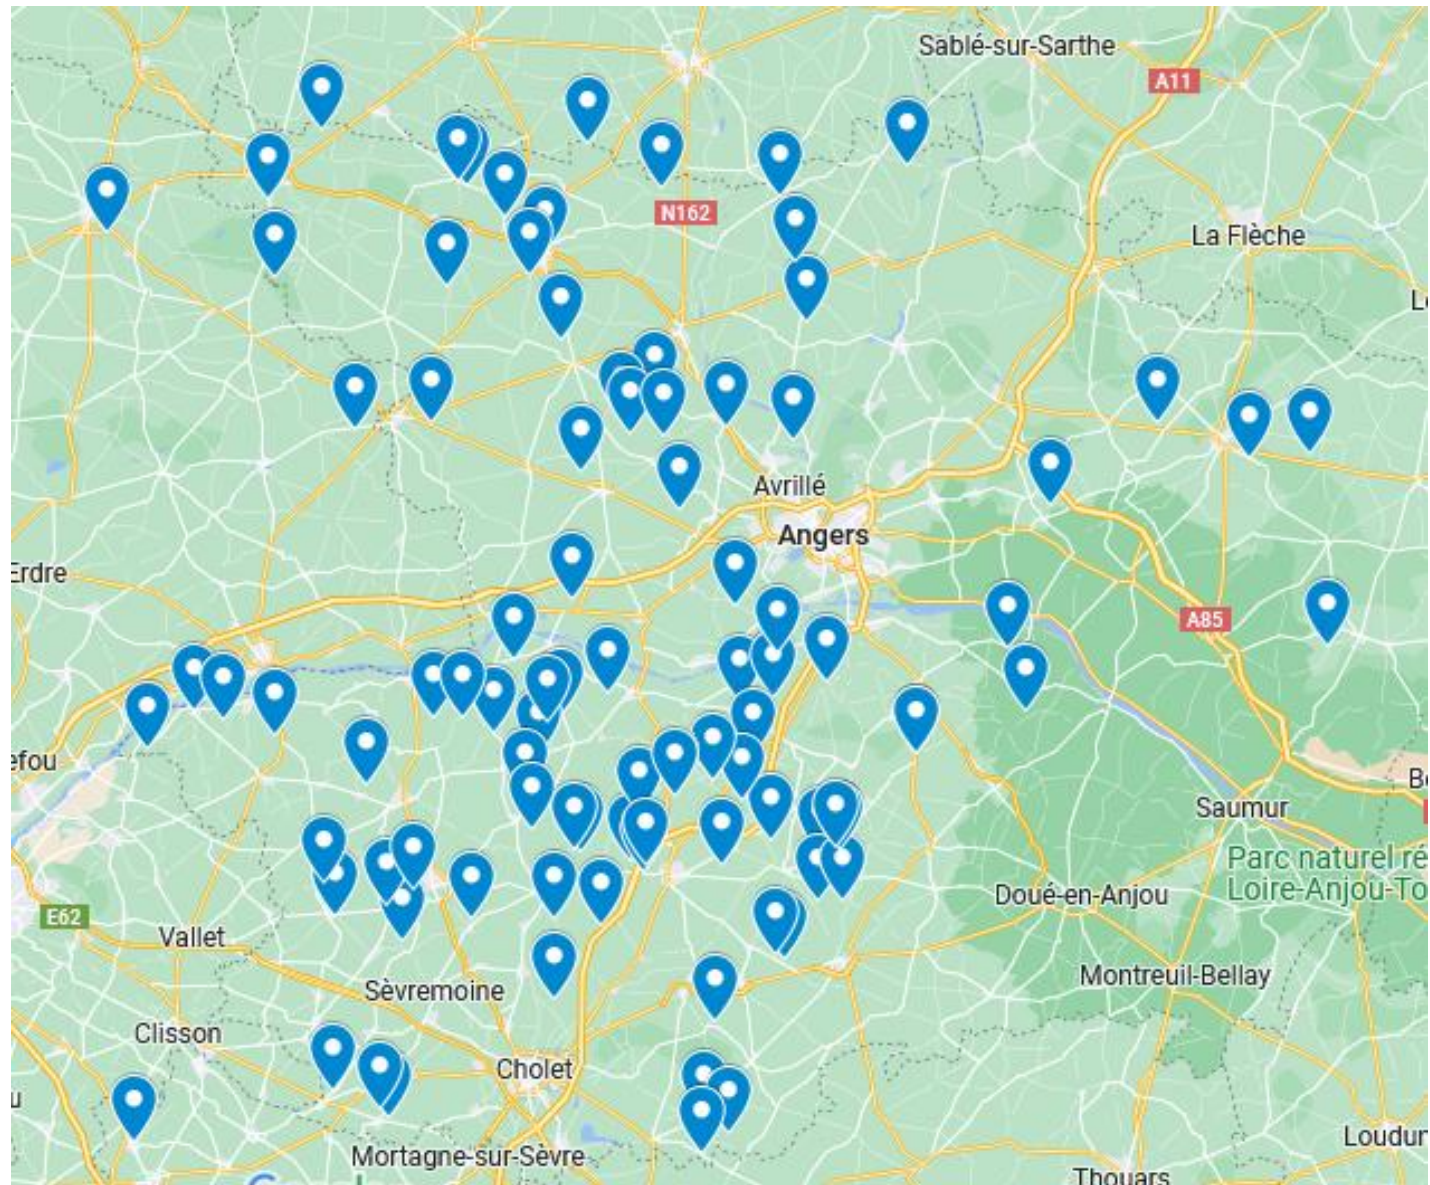 Sablé-sur-Sarthe
A11
N162
La Flèche
Avrillé
Angers
Erdre
A85
Saumur
Parc naturel ré
Loire-Anjou-To
Doué-en-Anjou
E62
Vallet
Montreuil-Bellay
Sèvremoine
Clisson
Cholet
Loudun
Mortagne-sur-Sèvre
Thouars